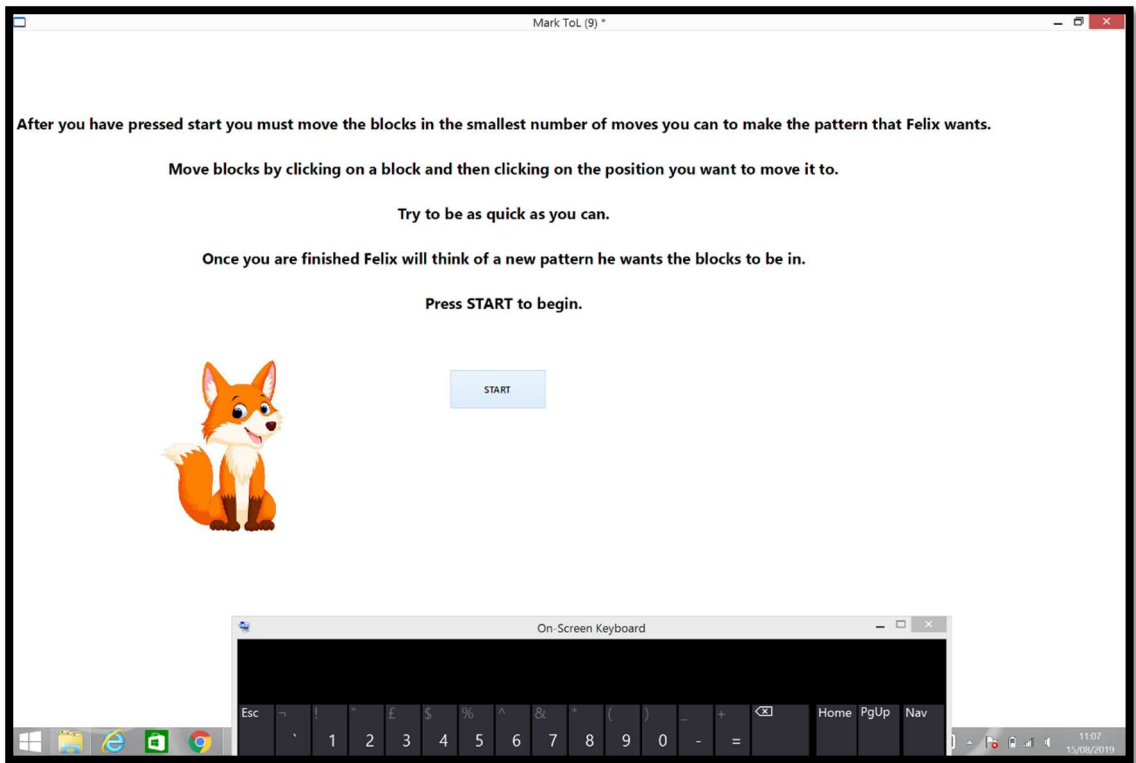 Mark ToL (9) *
After you have pressed start you must move the blocks in the smallest number of moves you can to make the pattern that Felix wants.
Move blocks by clicking on a block and then clicking on the position you want to move it to.
Try to be as quick as you can.
Once you are finished Felix will think of a new pattern he wants the blocks to be in.
Press START to begin.
START
On-Screen Keyboard
Esc ¬ ! " £ $ % ^ & * ( ) _ + Home PgUp Nav
` 1 2 3 4 5 6 7 8 9 0 - =
11:07
15/08/2019